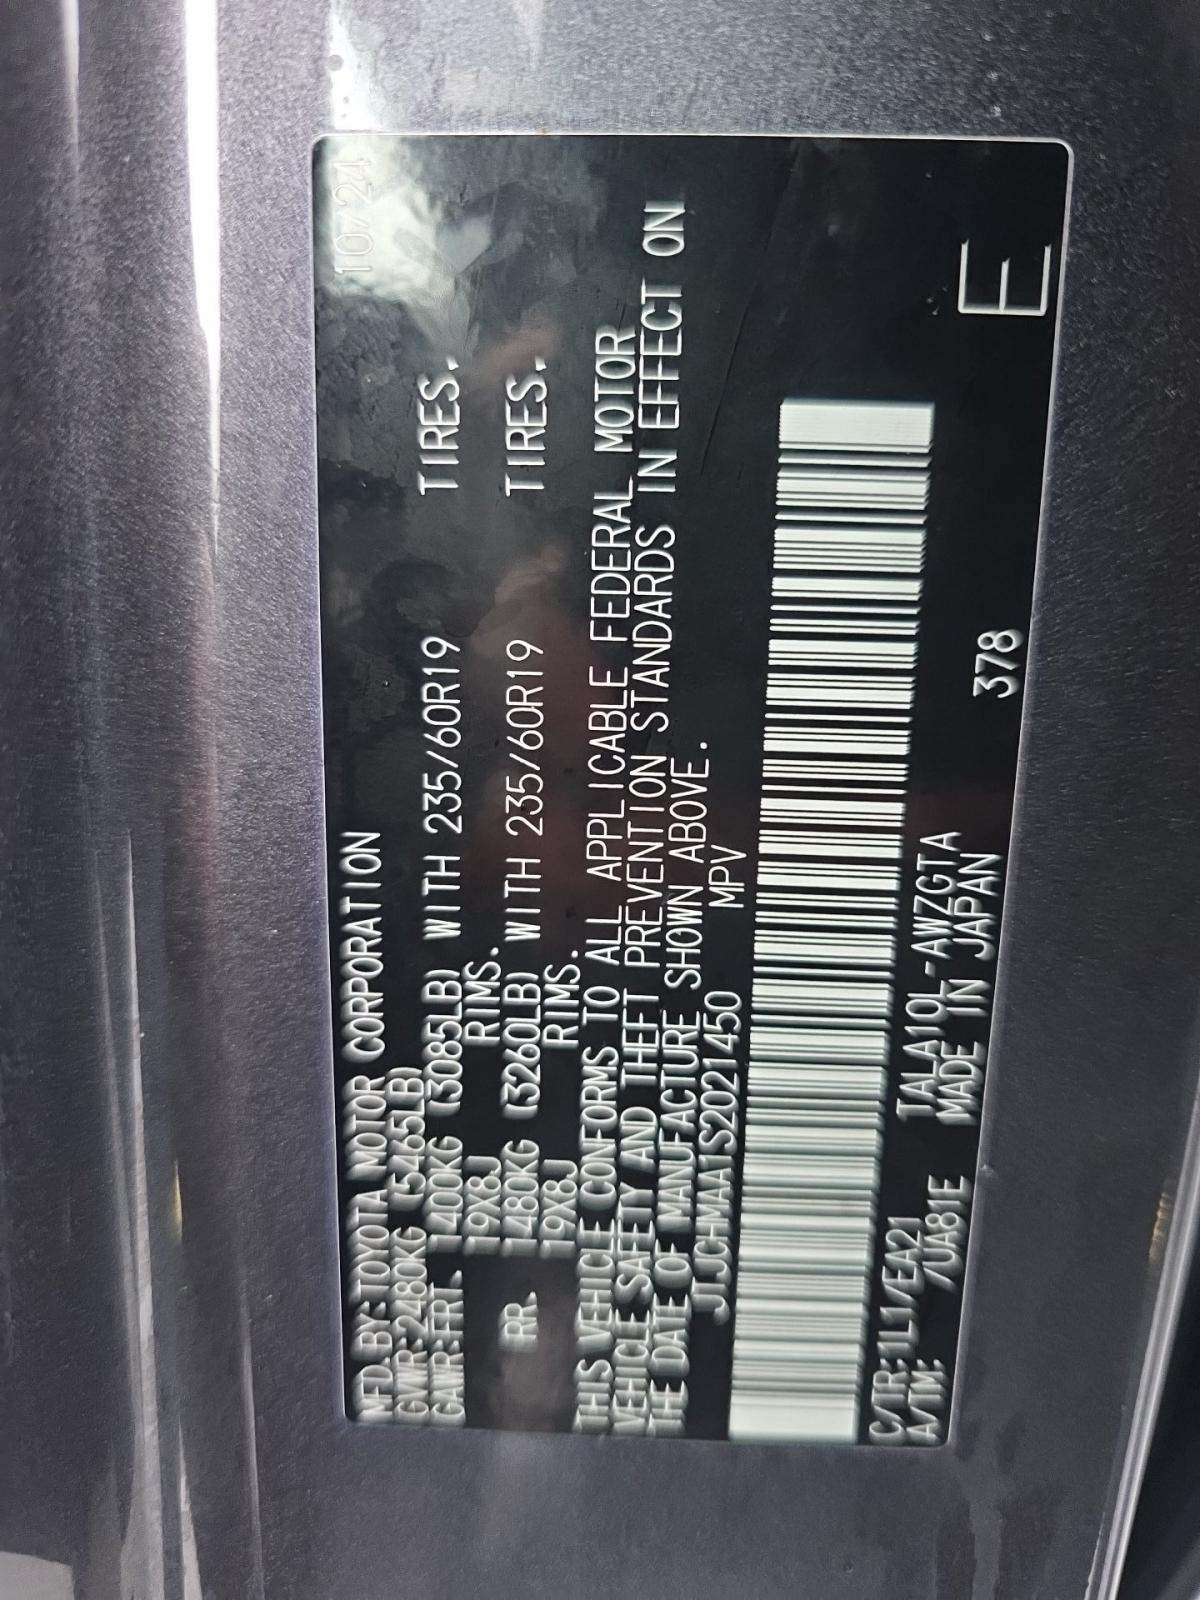 10/24
MFD.BY:TOYOTA MOTOR CORPORATION
GVWR:2480KG (5465LB)
GAWR:FRT. 1400KG (3085LB) WITH 235/60R19 TIRES.
19X8J RIMS.
RR. 1480KG (3260LB) WITH 235/60R19 TIRES.
19X8J RIMS.
THIS VEHICLE CONFORMS TO ALL APPLICABLE FEDERAL MOTOR
VEHICLE SAFETY AND THEFT PREVENTION STANDARDS IN EFFECT ON
THE DATE OF MANUFACTURE SHOWN ABOVE.
JTJCHMAA1S2021450 MPV
C/TR:1L1/EA21 TALA10L-AWZGTA
A/TM: /UA81E MADE IN JAPAN 378
E